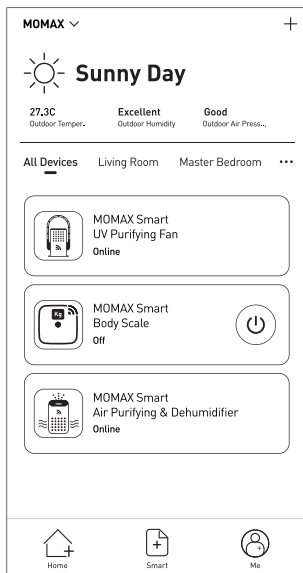 MOMAX
Sunny Day
27.3C Excellent Good
Outdoor Temper.. Outdoor Humidity Outdoor Air Press...
All Devices Living Room Master Bedroom
MOMAX Smart
UV Purifying Fan
Online
Kg
MOMAX Smart
Body Scale
Off
MOMAX Smart
Air Purifying & Dehumidifier
Online
Home Smart Me